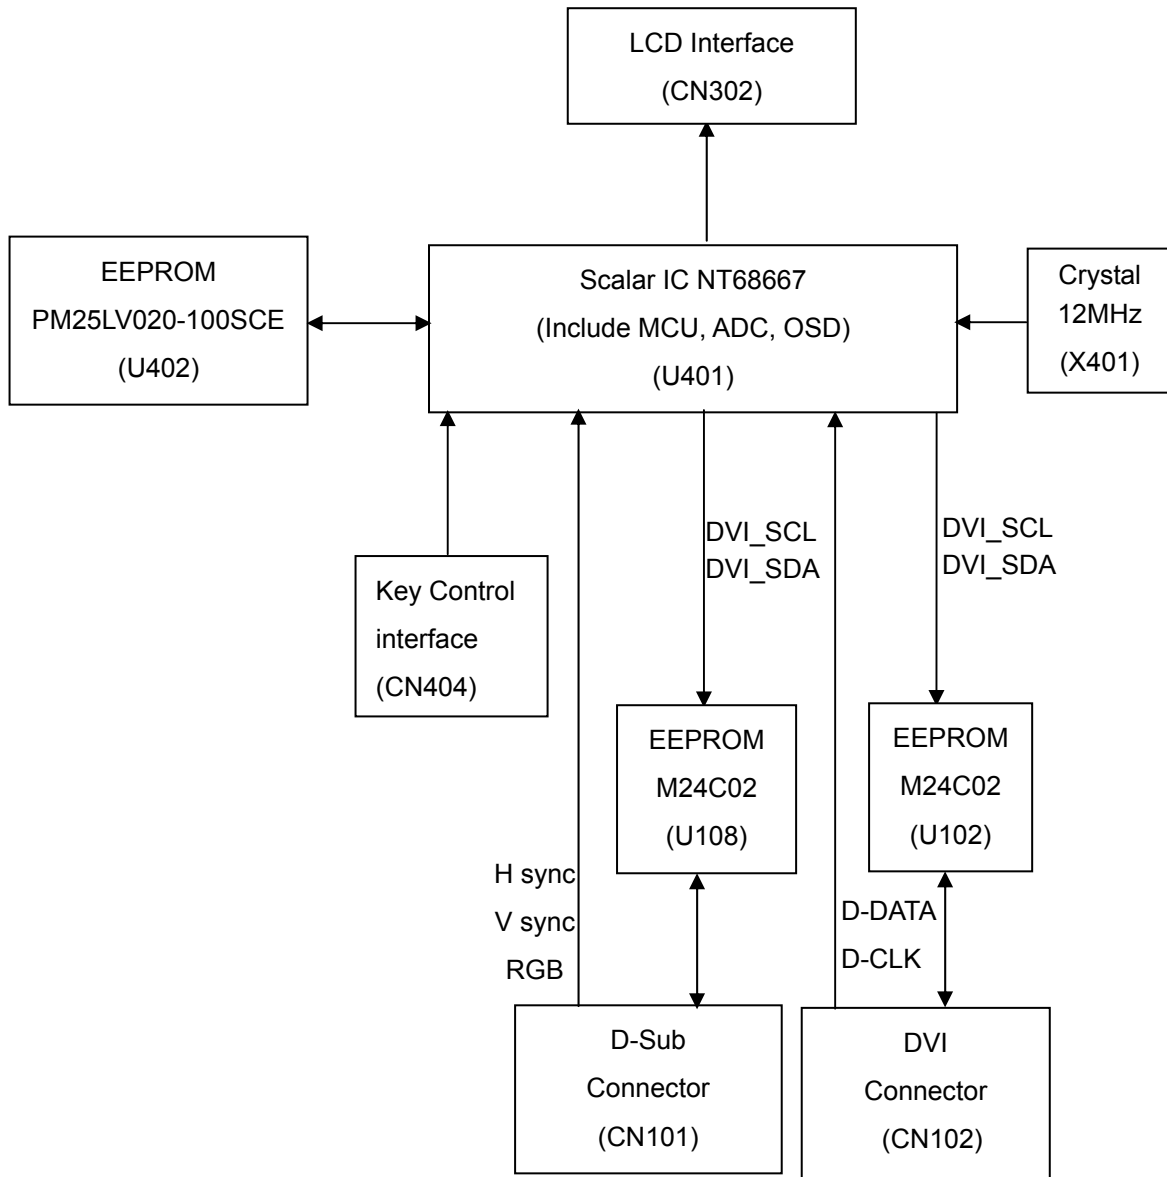 LCD Interface
(CN302)
EEPROM
PM25LV020-100SCE
(U402)
Scalar IC NT68667
(Include MCU, ADC, OSD)
(U401)
Crystal
12MHz
(X401)
Key Control
interface
(CN404)
DVI_SCL
DVI_SDA
DVI_SCL
DVI_SDA
EEPROM
M24C02
(U108)
EEPROM
M24C02
(U102)
H sync
V sync
RGB
D-DATA
D-CLK
D-Sub
Connector
(CN101)
DVI
Connector
(CN102)